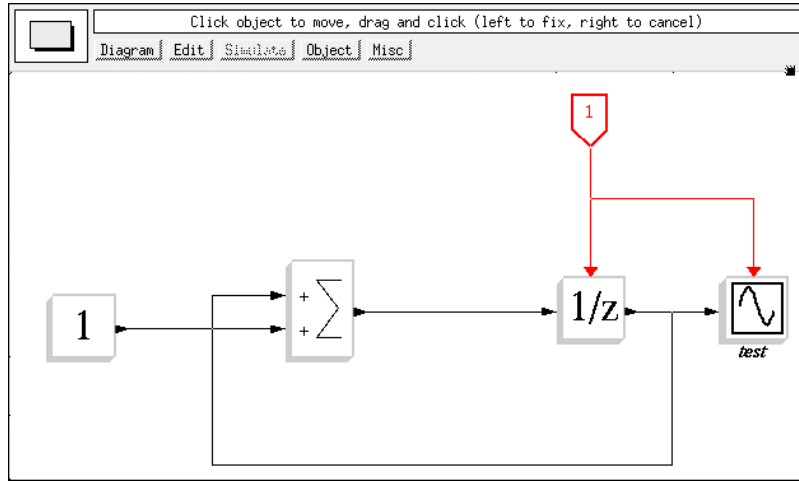 Click object to move, drag and click (left to fix, right to cancel)
Diagram Edit Simulate Object Misc
1
+
1
+
Σ
1/z
test